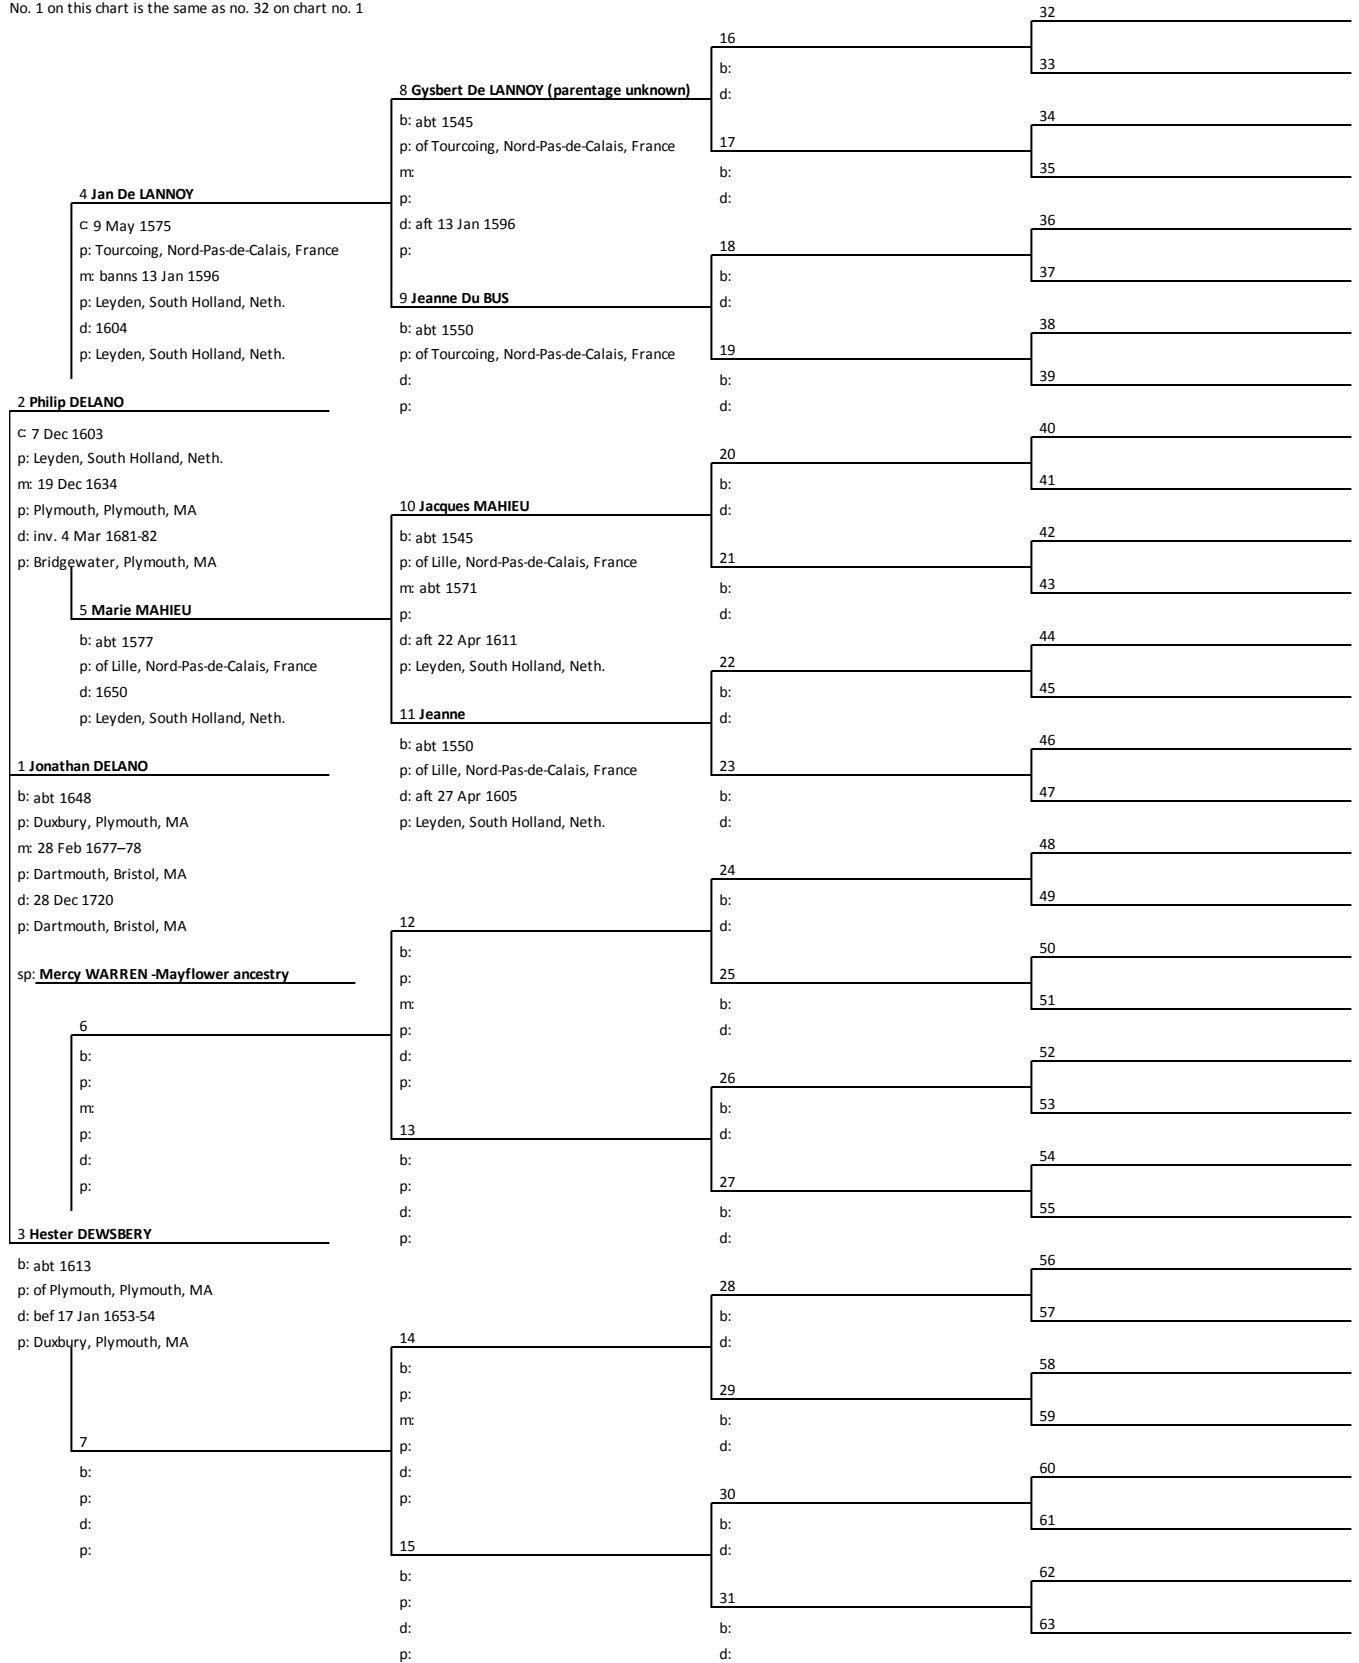 No. 1 on this chart is the same as no. 32 on chart no. 1
2 Philip DELANO
c: 7 Dec 1603
p: Leyden, South Holland, Neth.
m: 19 Dec 1634
p: Plymouth, Plymouth, MA
d: inv. 4 Mar 1681-82
p: Bridgewater, Plymouth, MA
1 Jonathan DELANO
b: abt 1648
p: Duxbury, Plymouth, MA
m: 28 Feb 1677–78
p: Dartmouth, Bristol, MA
d: 28 Dec 1720
p: Dartmouth, Bristol, MA
sp: Mercy WARREN -Mayflower ancestry
3 Hester DEWSBERY
b: abt 1613
p: of Plymouth, Plymouth, MA
d: bef 17 Jan 1653-54
p: Duxbury, Plymouth, MA
4 Jan De LANNOY
c: 9 May 1575
p: Tourcoing, Nord-Pas-de-Calais, France
m: banns 13 Jan 1596
p: Leyden, South Holland, Neth.
d: 1604
p: Leyden, South Holland, Neth.
5 Marie MAHIEU
b: abt 1577
p: of Lille, Nord-Pas-de-Calais, France
d: 1650
p: Leyden, South Holland, Neth.
6
b:
p:
m:
p:
d:
p:
7
b:
p:
d:
p:
8 Gysbert De LANNOY (parentage unknown)
b: abt 1545
p: of Tourcoing, Nord-Pas-de-Calais, France
m:
p:
d: aft 13 Jan 1596
p:
9 Jeanne Du BUS
b: abt 1550
p: of Tourcoing, Nord-Pas-de-Calais, France
d:
p:
10 Jacques MAHIEU
b: abt 1545
p: of Lille, Nord-Pas-de-Calais, France
m: abt 1571
p:
d: aft 22 Apr 1611
p: Leyden, South Holland, Neth.
11 Jeanne
b: abt 1550
p: of Lille, Nord-Pas-de-Calais, France
d: aft 27 Apr 1605
p: Leyden, South Holland, Neth.
12
b:
p:
m:
p:
d:
p:
13
b:
p:
d:
p:
14
b:
p:
m:
p:
d:
p:
15
b:
p:
d:
p:
16
b:
d:
17
b:
d:
18
b:
d:
19
b:
d:
20
b:
d:
21
b:
d:
22
b:
d:
23
b:
d:
24
b:
d:
25
b:
d:
26
b:
d:
27
b:
d:
28
b:
d:
29
b:
d:
30
b:
d:
31
b:
d:
32
33
34
35
36
37
38
39
40
41
42
43
44
45
46
47
48
49
50
51
52
53
54
55
56
57
58
59
60
61
62
63